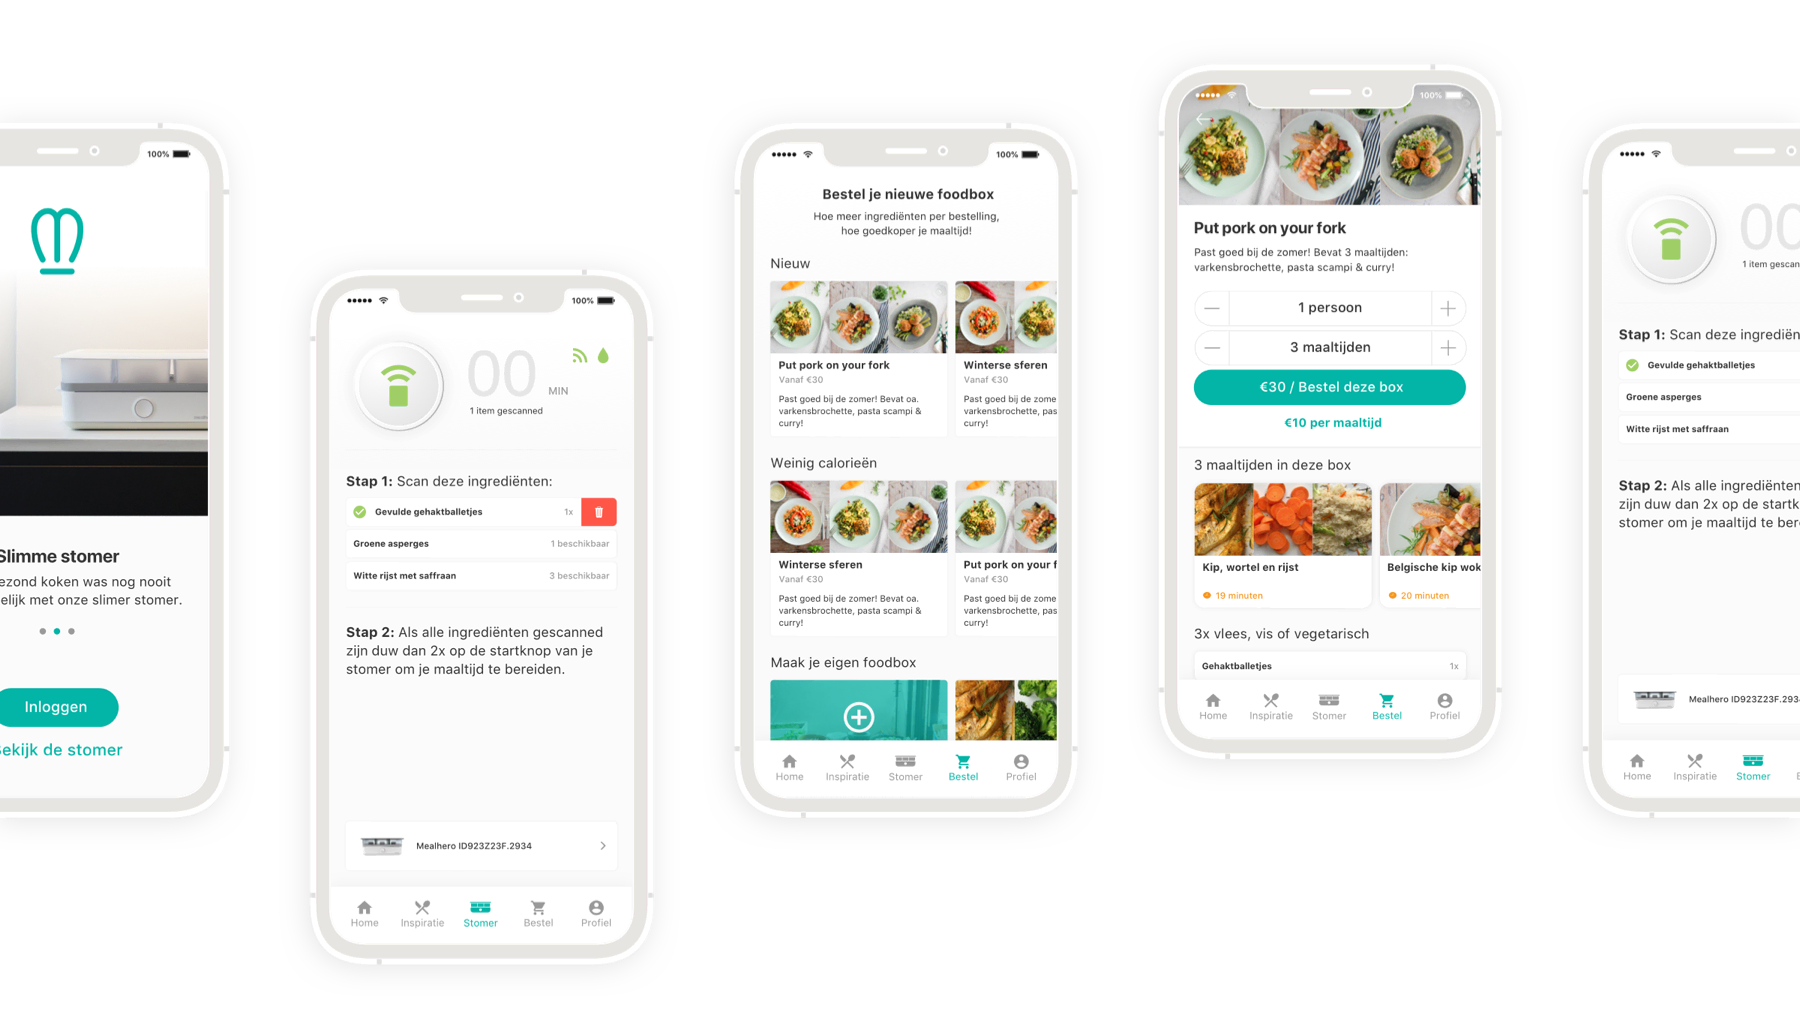 100%
Slimme stomer
ezond koken was nog nooit
elijk met onze slimer stomer.
Inloggen
ekijk de stomer
100%
00 MIN
1 item gescanned
Stap 1: Scan deze ingrediënten:
Gevulde gehaktballetjes 1x
Groene asperges 1 beschikbaar
Witte rijst met saffraan 3 beschikbaar
Stap 2: Als alle ingrediënten gescanned
zijn duw dan 2x op de startknop van je
stomer om je maaltijd te bereiden.
Mealhero ID923Z23F.2934
Home Inspiratie Stomer Bestel Profiel
100%
Bestel je nieuwe foodbox
Hoe meer ingrediënten per bestelling,
hoe goedkoper je maaltijd!
Nieuw
Put pork on your fork
Vanaf €30
Past goed bij de zomer! Bevat oa.
varkensbrochette, pasta scampi &
curry!
Winterse sferen
Vanaf €30
Past goed bij de zome
varkensbrochette, pas
curry!
Weinig calorieën
Winterse sferen
Vanaf €30
Past goed bij de zomer! Bevat oa.
varkensbrochette, pasta scampi &
curry!
Put pork on your f
Vanaf €30
Past goed bij de zome
varkensbrochette, pas
curry!
Maak je eigen foodbox
Home Inspiratie Stomer Bestel Profiel
100%
Put pork on your fork
Past goed bij de zomer! Bevat 3 maaltijden:
varkensbrochette, pasta scampi & curry!
1 persoon
3 maaltijden
€30 / Bestel deze box
€10 per maaltijd
3 maaltijden in deze box
Kip, wortel en rijst
19 minuten
Belgische kip wok
20 minuten
3x vlees, vis of vegetarisch
Gehaktballetjes 1x
Home Inspiratie Stomer Bestel Profiel
00
1 item gescan
Stap 1: Scan deze ingrediën
Gevulde gehaktballetjes
Groene asperges
Witte rijst met saffraan
Stap 2: Als alle ingrediënten
zijn duw dan 2x op de startk
stomer om je maaltijd te ber
Mealhero ID923Z23F.293
Home Inspiratie Stomer B